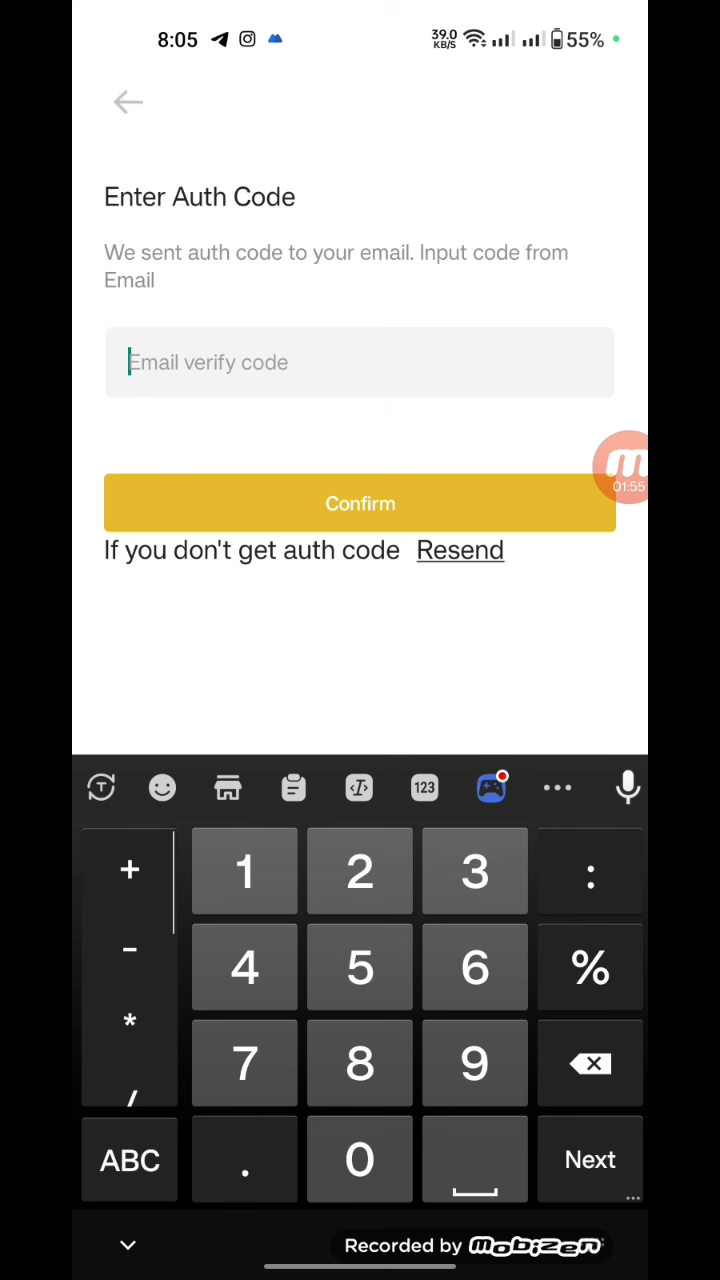 8:05
39.0
KB/S
55%
Enter Auth Code
We sent auth code to your email. Input code from
Email
Email verify code
01:55
Confirm
If you don't get auth code Resend
123
+ 1 2 3 :
- 4 5 6 %
* 7 8 9
/
ABC . 0 Next
Recorded by mobizen